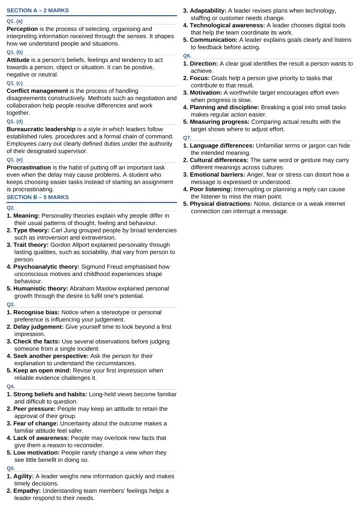 SECTION A – 2 MARKS
Q1. (a)
Perception is the process of selecting, organising and
interpreting information received through the senses. It shapes
how we understand people and situations.
Q1. (b)
Attitude is a person's beliefs, feelings and tendency to act
towards a person, object or situation. It can be positive,
negative or neutral.
Q1. (c)
Conflict management is the process of handling
disagreements constructively. Methods such as negotiation and
collaboration help people resolve differences and work
together.
Q1. (d)
Bureaucratic leadership is a style in which leaders follow
established rules, procedures and a formal chain of command.
Employees carry out clearly defined duties under the authority
of their designated supervisor.
Q1. (e)
Procrastination is the habit of putting off an important task
even when the delay may cause problems. A student who
keeps choosing easier tasks instead of starting an assignment
is procrastinating.
SECTION B – 5 MARKS
Q2.
1. Meaning: Personality theories explain why people differ in
their usual patterns of thought, feeling and behaviour.
2. Type theory: Carl Jung grouped people by broad tendencies
such as introversion and extraversion.
3. Trait theory: Gordon Allport explained personality through
lasting qualities, such as sociability, that vary from person to
person.
4. Psychoanalytic theory: Sigmund Freud emphasised how
unconscious motives and childhood experiences shape
behaviour.
5. Humanistic theory: Abraham Maslow explained personal
growth through the desire to fulfil one's potential.
Q3.
1. Recognise bias: Notice when a stereotype or personal
preference is influencing your judgement.
2. Delay judgement: Give yourself time to look beyond a first
impression.
3. Check the facts: Use several observations before judging
someone from a single incident.
4. Seek another perspective: Ask the person for their
explanation to understand the circumstances.
5. Keep an open mind: Revise your first impression when
reliable evidence challenges it.
Q4.
1. Strong beliefs and habits: Long-held views become familiar
and difficult to question.
2. Peer pressure: People may keep an attitude to retain the
approval of their group.
3. Fear of change: Uncertainty about the outcome makes a
familiar attitude feel safer.
4. Lack of awareness: People may overlook new facts that
give them a reason to reconsider.
5. Low motivation: People rarely change a view when they
see little benefit in doing so.
Q5.
1. Agility: A leader weighs new information quickly and makes
timely decisions.
2. Empathy: Understanding team members' feelings helps a
leader respond to their needs.
3. Adaptability: A leader revises plans when technology,
staffing or customer needs change.
4. Technological awareness: A leader chooses digital tools
that help the team coordinate its work.
5. Communication: A leader explains goals clearly and listens
to feedback before acting.
Q6.
1. Direction: A clear goal identifies the result a person wants to
achieve.
2. Focus: Goals help a person give priority to tasks that
contribute to that result.
3. Motivation: A worthwhile target encourages effort even
when progress is slow.
4. Planning and discipline: Breaking a goal into small tasks
makes regular action easier.
5. Measuring progress: Comparing actual results with the
target shows where to adjust effort.
Q7.
1. Language differences: Unfamiliar terms or jargon can hide
the intended meaning.
2. Cultural differences: The same word or gesture may carry
different meanings across cultures
3. Emotional barriers: Anger, fear or stress can distort how a
message is expressed or understood.
4. Poor listening: Interrupting or planning a reply can cause
the listener to miss the main point.
5. Physical distractions: Noise, distance or a weak internet
connection can interrupt a message.